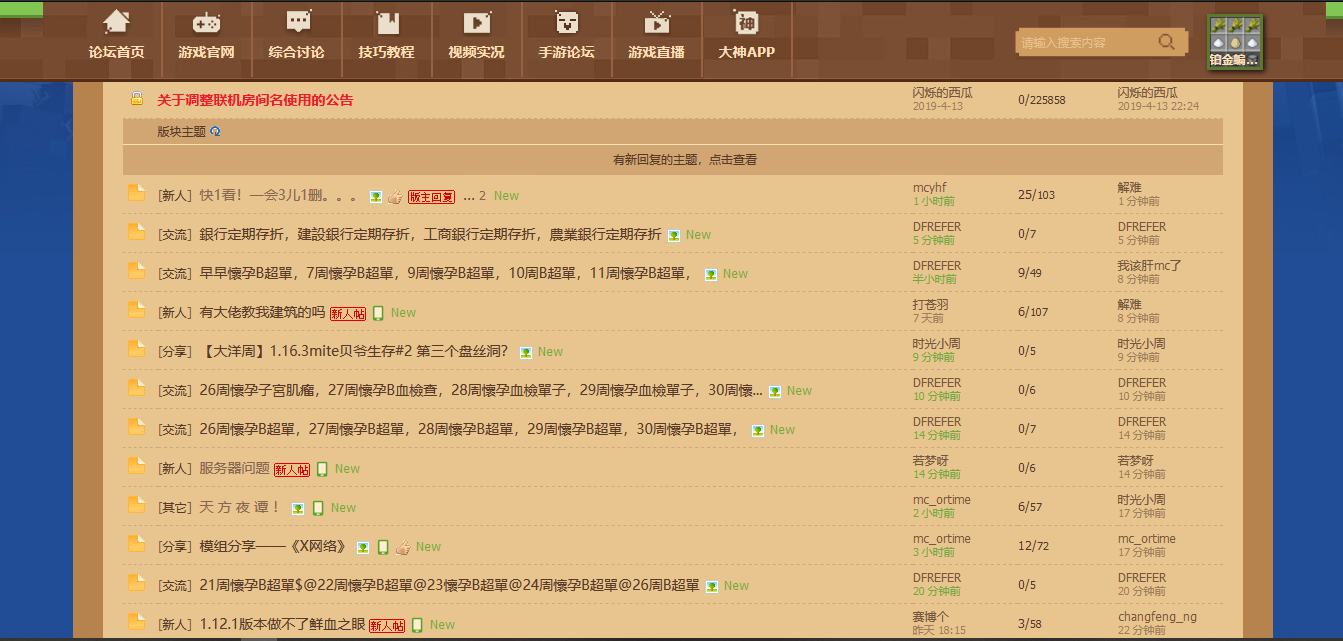 论坛首页 游戏官网 综合讨论 技巧教程 视频实况 手游论坛 游戏直播 神 大神APP 请输入搜索内容 铂金蝙...
关于调整联机房间名使用的公告 闪烁的西瓜 2019-4-13 0/225858 闪烁的西瓜 2019-4-13 22:24
版块主题
有新回复的主题，点击查看
[新人] 快1看！一会3儿1删。。。 版主回复 ... 2 New mcyhf 1 小时前 25/103 解难 1 分钟前
[交流] 銀行定期存折，建設銀行定期存折，工商銀行定期存折，農業銀行定期存折 New DFREFER 5 分钟前 0/7 DFREFER 5 分钟前
[交流] 早早懷孕B超單，7周懷孕B超單，9周懷孕B超單，10周B超單，11周懷孕B超單， New DFREFER 半小时前 9/49 我该肝mc了 8 分钟前
[新人] 有大佬教我建筑的吗 新人帖 New 打苍羽 7 天前 6/107 解难 8 分钟前
[分享] 【大洋周】1.16.3mite贝爷生存#2 第三个盘丝洞？ New 时光小周 9 分钟前 0/5 时光小周 9 分钟前
[交流] 26周懷孕子宮肌瘤，27周懷孕B血檢查，28周懷孕血檢單子，29周懷孕血檢單子，30周懷... New DFREFER 10 分钟前 0/6 DFREFER 10 分钟前
[交流] 26周懷孕B超單，27周懷孕B超單，28周懷孕B超單，29周懷孕B超單，30周懷孕B超單， New DFREFER 14 分钟前 0/7 DFREFER 14 分钟前
[新人] 服务器问题 新人帖 New 若梦呀 14 分钟前 0/6 若梦呀 14 分钟前
[其它] 天 方 夜 谭 ！ New mc_ortime 2 小时前 6/57 时光小周 17 分钟前
[分享] 模组分享——《X网络》 New mc_ortime 3 小时前 12/72 mc_ortime 17 分钟前
[交流] 21周懷孕B超單$@22周懷孕B超單@23懷孕B超單@24周懷孕B超單@26周B超單 New DFREFER 20 分钟前 0/5 DFREFER 20 分钟前
[新人] 1.12.1版本做不了鲜血之眼 新人帖 New 赛博个 昨天 18:15 3/58 changfeng_ng 22 分钟前